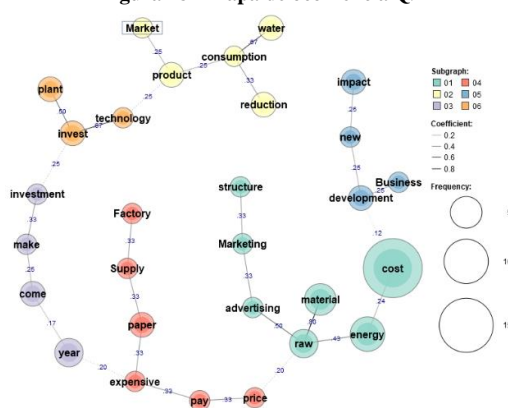 Market
water
.25
.67
consumption
.25
product
.33
reduction
plant
.25
technology
.50
.67
invest
.25
impact
.25
new
.25
Business
.25
development
.12
investment
.33
make
.25
come
.17
year
.20
Factory
.33
Supply
.33
paper
.33
expensive
.33
pay
price
.20
structure
.33
Marketing
.33
advertising
.50
material
raw
.43
energy
.24
cost
Subgraph:
01 04
02 05
03 06
Coefficient:
0.2
0.4
0.6
0.8
Frequency: